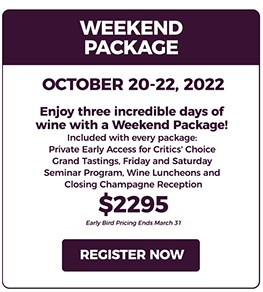 WEEKEND
PACKAGE
OCTOBER 20-22, 2022
Enjoy three incredible days of
wine with a Weekend Package!
Included with every package:
Private Early Access for Critics' Choice
Grand Tastings, Friday and Saturday
Seminar Program, Wine Luncheons and
Closing Champagne Reception
$2295
Early Bird Pricing Ends March 31
REGISTER NOW